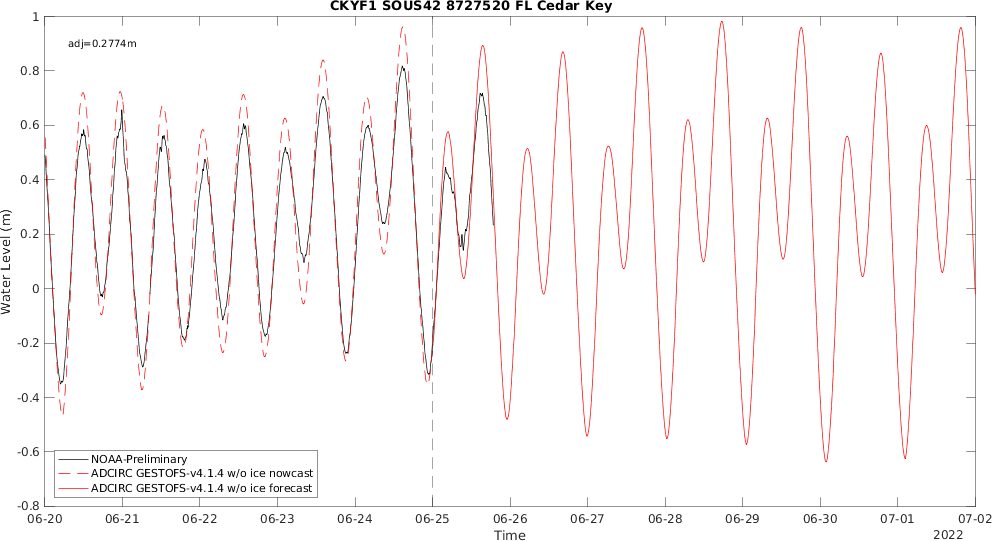 CKYF1 SOUS42 8727520 FL Cedar Key
adj=0.2774m
1
0.8
0.6
0.4
0.2
0
-0.2
-0.4
-0.6
-0.8
Water Level (m)
NOAA-Preliminary
ADCIRC GESTOFS-v4.1.4 w/o ice nowcast
ADCIRC GESTOFS-v4.1.4 w/o ice forecast
06-20 06-21 06-22 06-23 06-24 06-25 06-26 06-27 06-28 06-29 06-30 07-01 07-02
Time
2022